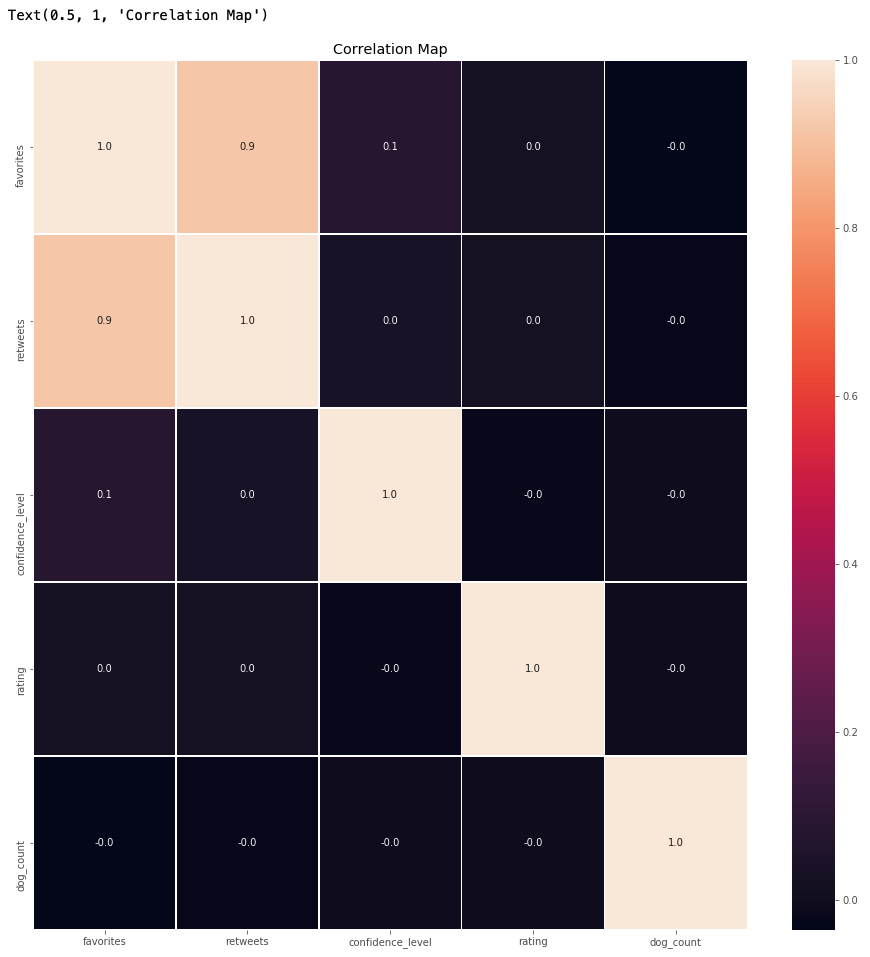 Text(0.5, 1, 'Correlation Map')
Correlation Map
favorites 1.0 0.9 0.1 0.0 -0.0
retweets 0.9 1.0 0.0 0.0 -0.0
confidence_level 0.1 0.0 1.0 -0.0 -0.0
rating 0.0 0.0 -0.0 1.0 -0.0
dog_count -0.0 -0.0 -0.0 -0.0 1.0
favorites retweets confidence_level rating dog_count
1.0
0.8
0.6
0.4
0.2
0.0